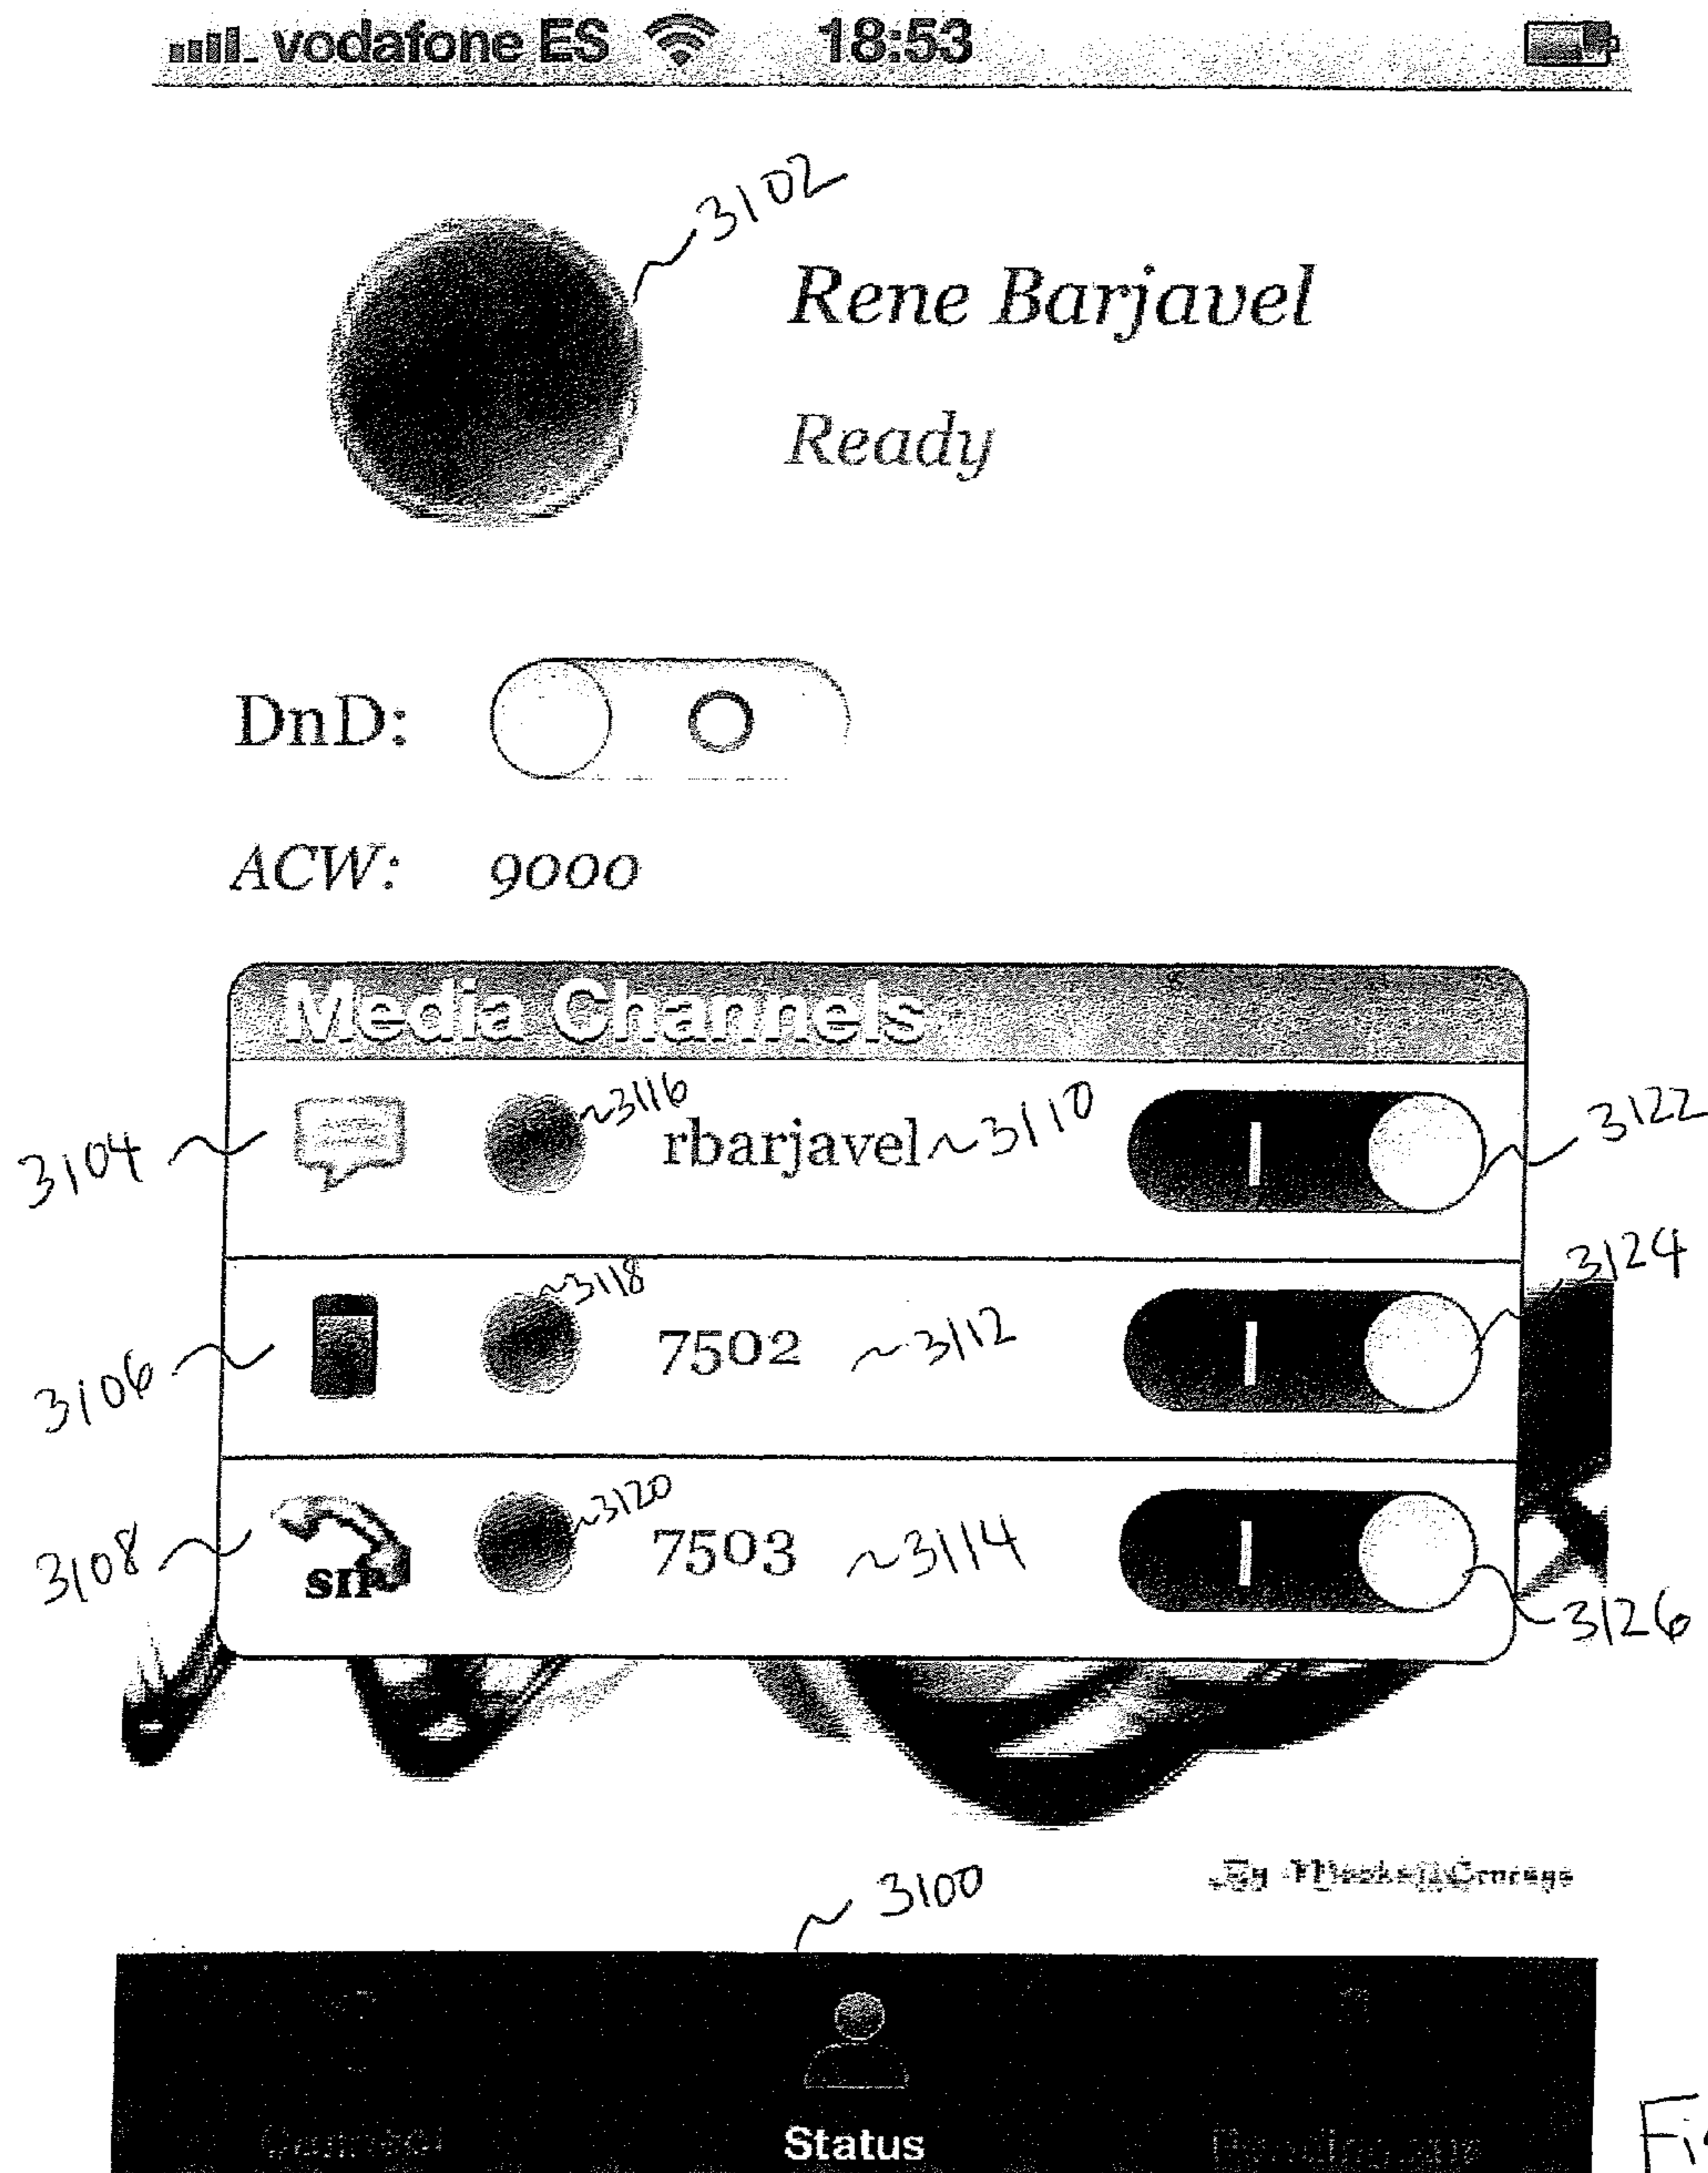 vodafone ES 18:53
3102
Rene Barjavel
Ready
DnD:
ACW: 9000
Media Channels
3104 3116 rbarjavel 3110 3122
3106 3118 7502 3112 3124
3108 SIP 3120 7503 3114 3126
3100
Status